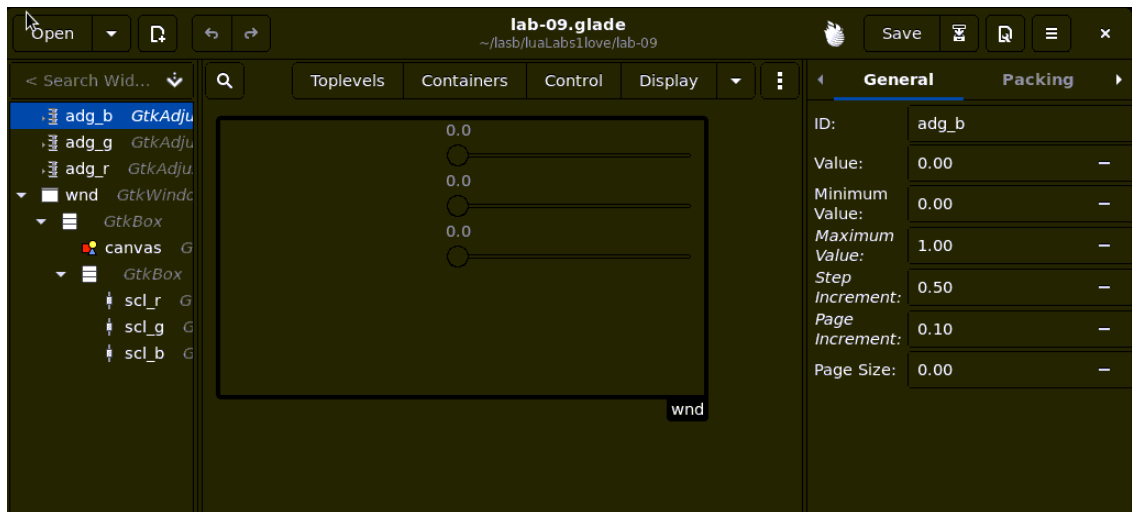 Open
lab-09.glade
~/lasb/luaLabs1love/lab-09
Save
< Search Wid...
Toplevels Containers Control Display
General Packing
adg_b GtkAdju
adg_g GtkAdju
adg_r GtkAdju
wnd GtkWindo
GtkBox
canvas G
GtkBox
scl_r G
scl_g G
scl_b G
0.0
0.0
0.0
wnd
ID: adg_b
Value: 0.00
Minimum
Value: 0.00
Maximum
Value: 1.00
Step
Increment: 0.50
Page
Increment: 0.10
Page Size: 0.00